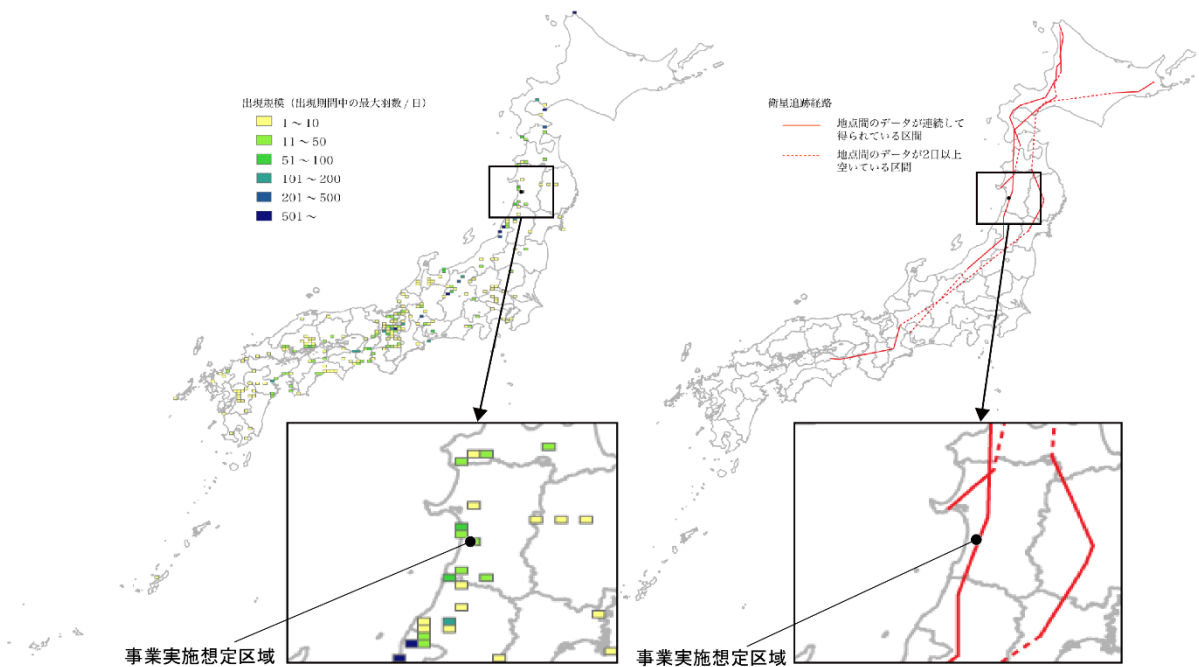 出現規模（出現期間中の最大羽数 / 日）
1～10
11～50
51～100
101～200
201～500
501～
事業実施想定区域
衛星追跡経路
地点間のデータが連続して
得られている区間
地点間のデータが2日以上
空いている区間
事業実施想定区域